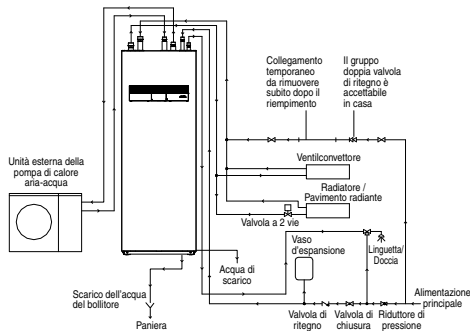 Collegamento
temporaneo
da rimuovere
subito dopo il
riempimento
Il gruppo
doppia valvola
di ritegno è
accettabile
in casa
Unità esterna della
pompa di calore
aria-acqua
Ventilconvettore
Radiatore /
Pavimento radiante
Valvola a 2 vie
Vaso
d'espansione
Linguetta/
Doccia
Acqua di
scarico
Scarico dell'acqua
del bollitore
Paniera
Valvola di
ritegno
Valvola di
chiusura
Riduttore di
pressione
Alimentazione
principale